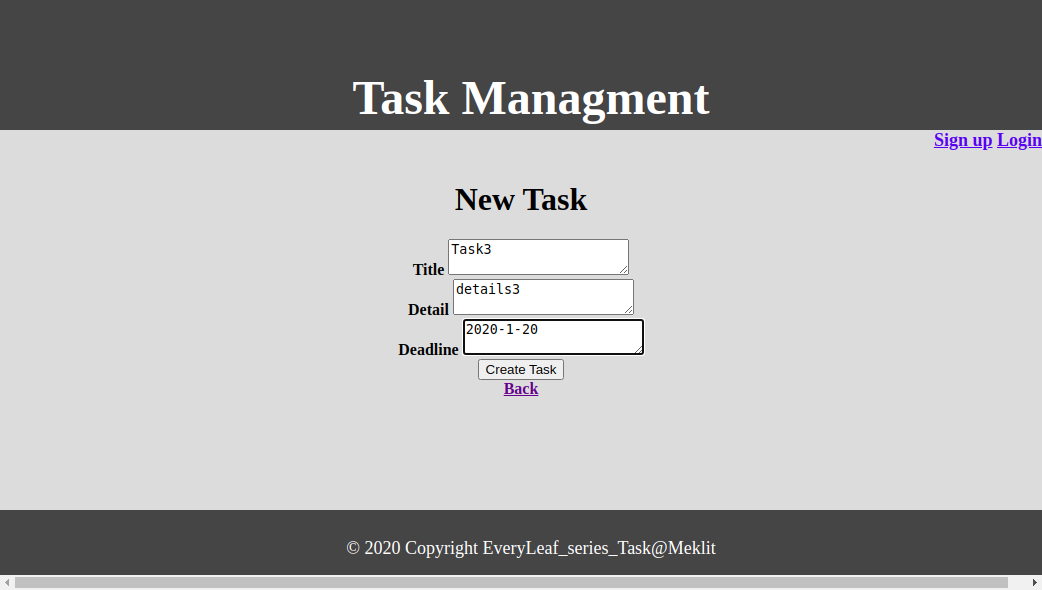 Task Managment
Sign up Login
New Task
Title Task3
Detail details3
Deadline 2020-1-20
Create Task
Back
© 2020 Copyright EveryLeaf_series_Task@Meklit